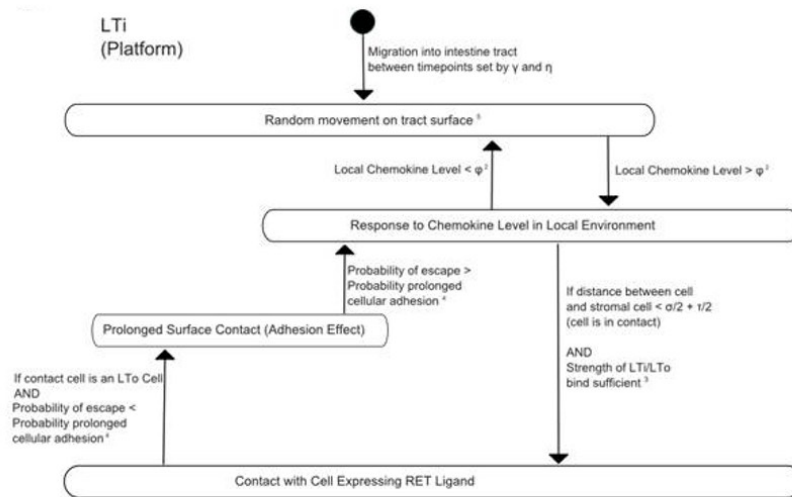 LTi
(Platform)
Migration into intestine tract
between timepoints set by γ and η
Random movement on tract surface ⁵
Local Chemokine Level < φ²
Local Chemokine Level > φ²
Response to Chemokine Level in Local Environment
Probability of escape >
Probability prolonged
cellular adhesion ⁴
If distance between cell
and stromal cell < σ/2 + τ/2
(cell is in contact)
AND
Strength of LTi/LTo
bind sufficient ³
Prolonged Surface Contact (Adhesion Effect)
If contact cell is an LTo Cell
AND
Probability of escape <
Probability prolonged
cellular adhesion ⁴
Contact with Cell Expressing RET Ligand